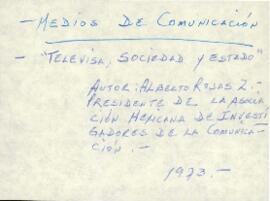 - MEDIOS DE COMUNICACIÓN
- "TELEVISA, SOCIEDAD Y ESTADO"
AUTOR: ALBERTO ROJAS Z.-
PRESIDENTE DE LA ASOCIA
CIÓN MEXICANA DE INVESTI
GADORES DE LA COMUNICA-
CIÓN.-
1973.-